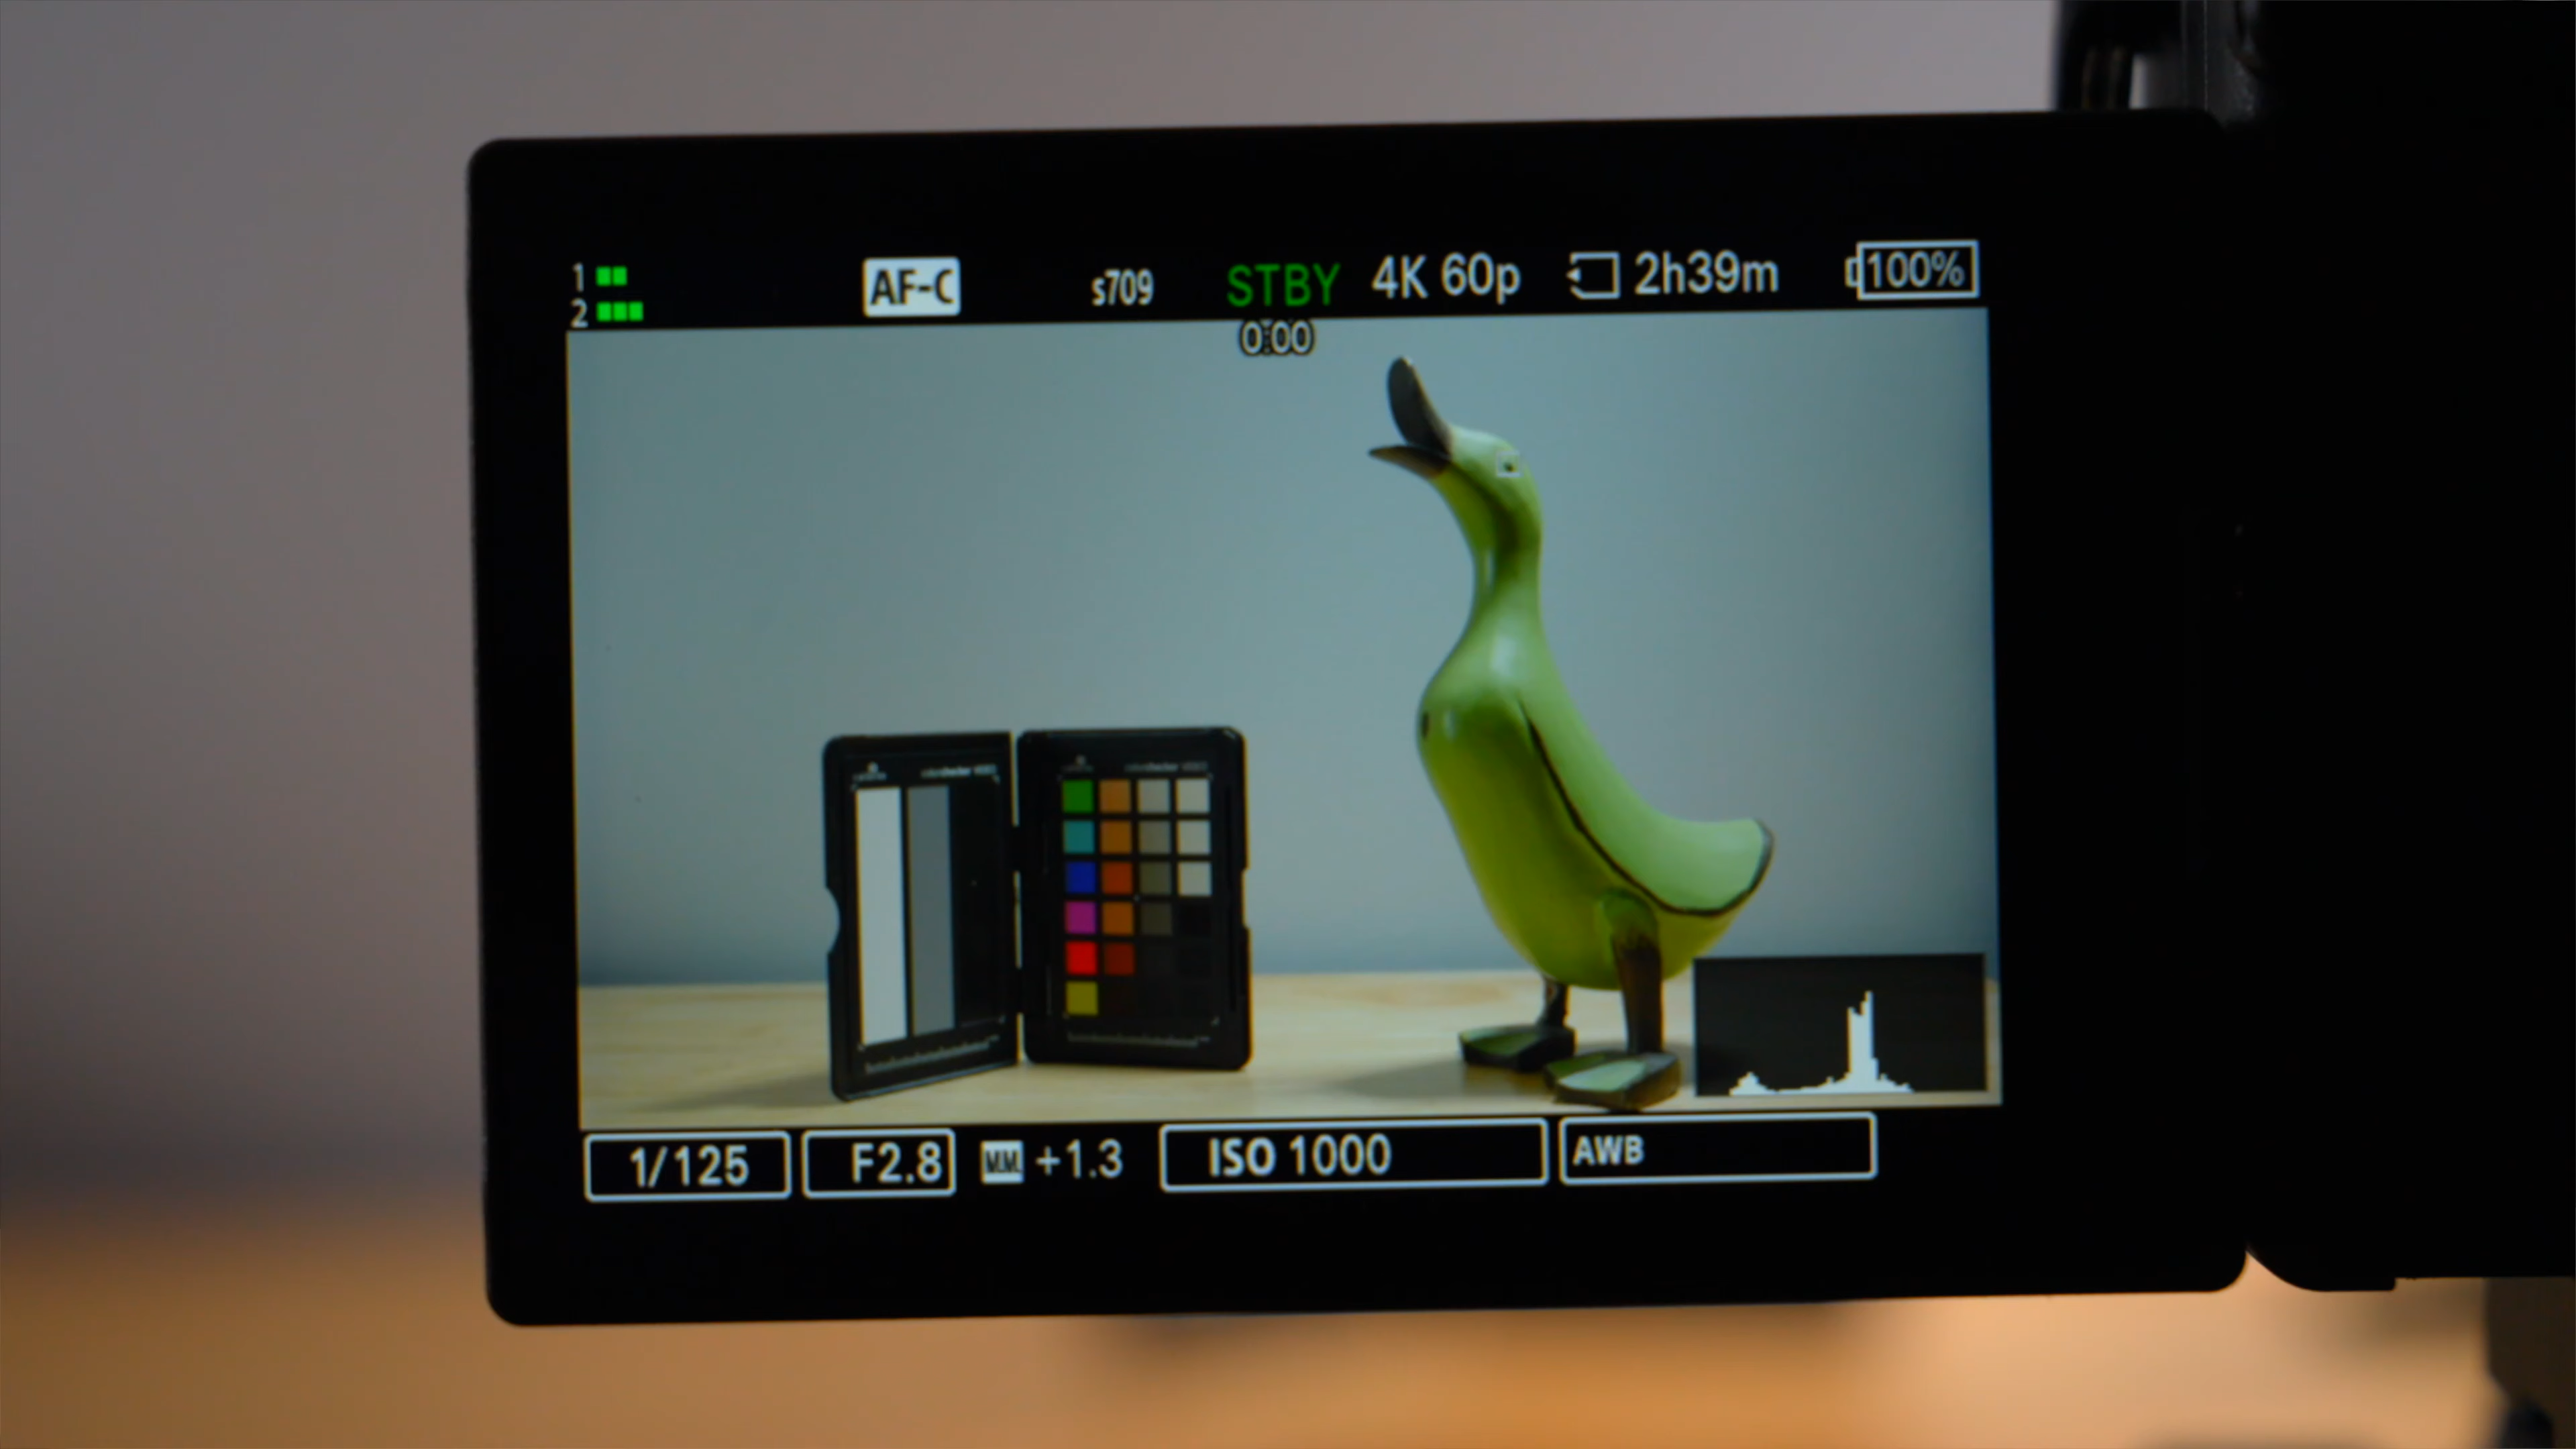 1
2
AF-C
s709
STBY
4K 60p
2h39m
100%
0:00
1/125
F2.8
M.M.
+1.3
ISO 1000
AWB